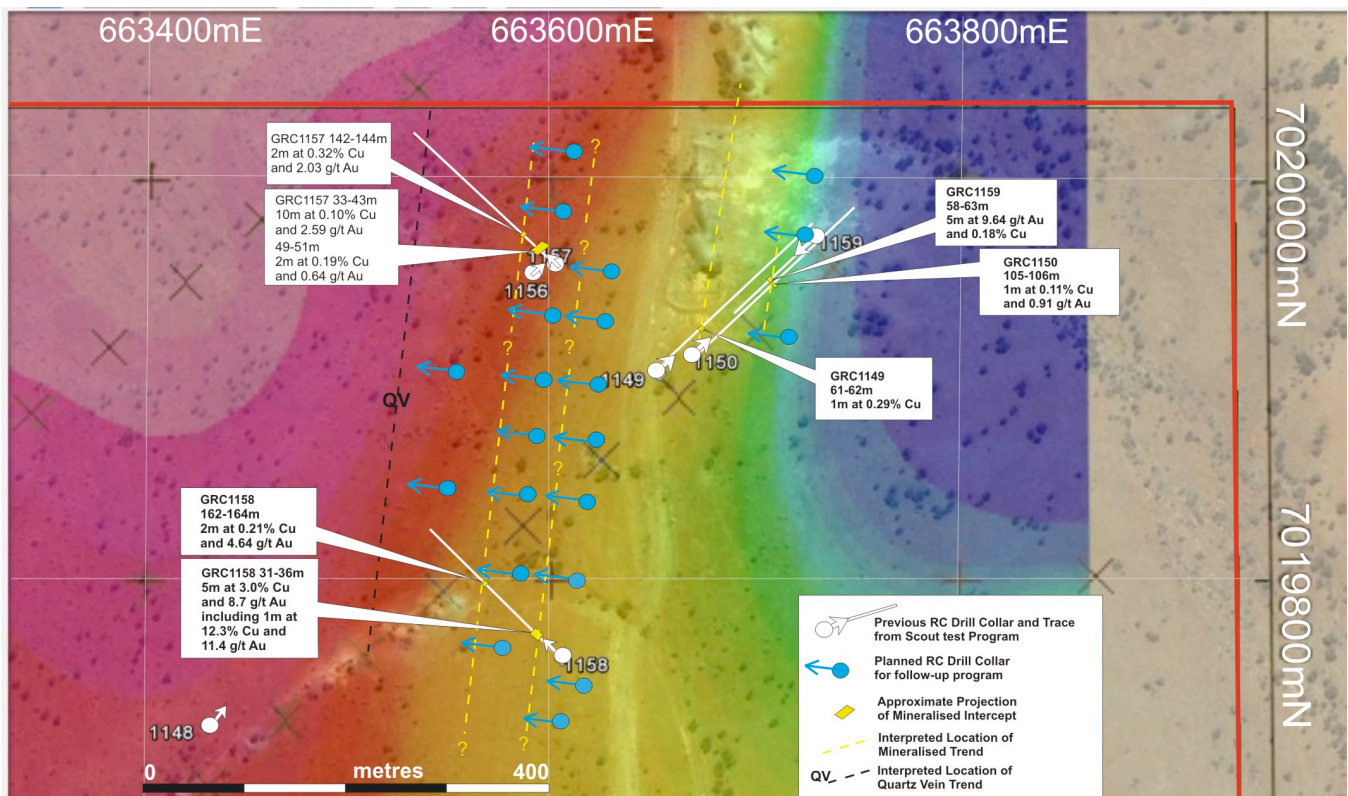 663400mE
663600mE
663800mE
7020000mN
7019800mN
GRC1157 142-144m
2m at 0.32% Cu
and 2.03 g/t Au
GRC1157 33-43m
10m at 0.10% Cu
and 2.59 g/t Au
49-51m
2m at 0.19% Cu
and 0.64 g/t Au
1157
1156
GRC1159
58-63m
5m at 9.64 g/t Au
and 0.18% Cu
1159
GRC1150
105-106m
1m at 0.11% Cu
and 0.91 g/t Au
1150
1149
GRC1149
61-62m
1m at 0.29% Cu
?
?
?
?
?
?
?
?
QV
GRC1158
162-164m
2m at 0.21% Cu
and 4.64 g/t Au
GRC1158 31-36m
5m at 3.0% Cu
and 8.7 g/t Au
including 1m at
12.3% Cu and
11.4 g/t Au
1158
1148
0 metres 400
Previous RC Drill Collar and Trace
from Scout test Program
Planned RC Drill Collar
for follow-up program
Approximate Projection
of Mineralised Intercept
Interpreted Location of
Mineralised Trend
QV Interpreted Location of
Quartz Vein Trend